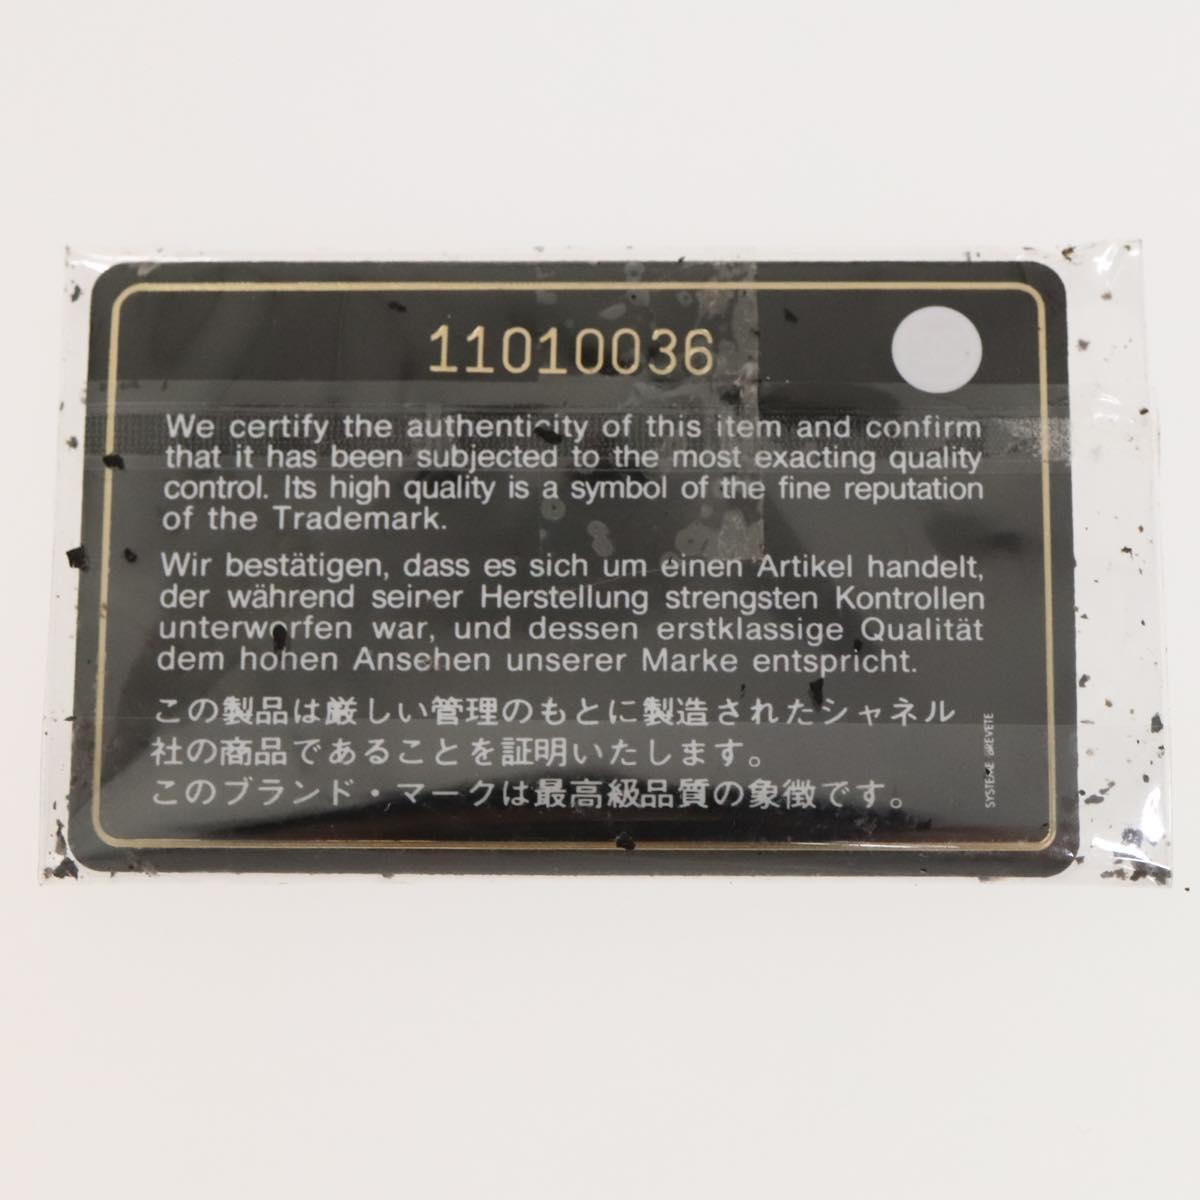 11010036
We certify the authenticity of this item and confirm
that it has been subjected to the most exacting quality
control. Its high quality is a symbol of the fine reputation
of the Trademark.
Wir bestätigen, dass es sich um einen Artikel handelt,
der während seiner Herstellung strengsten Kontrollen
unterworfen war, und dessen erstklassige Qualität
dem hohen Ansehen unserer Marke entspricht.
この製品は厳しい管理のもとに製造されたシャネル
社の商品であることを証明いたします。
このブランド・マークは最高級品質の象徴です。
SYSTEME BREVETE